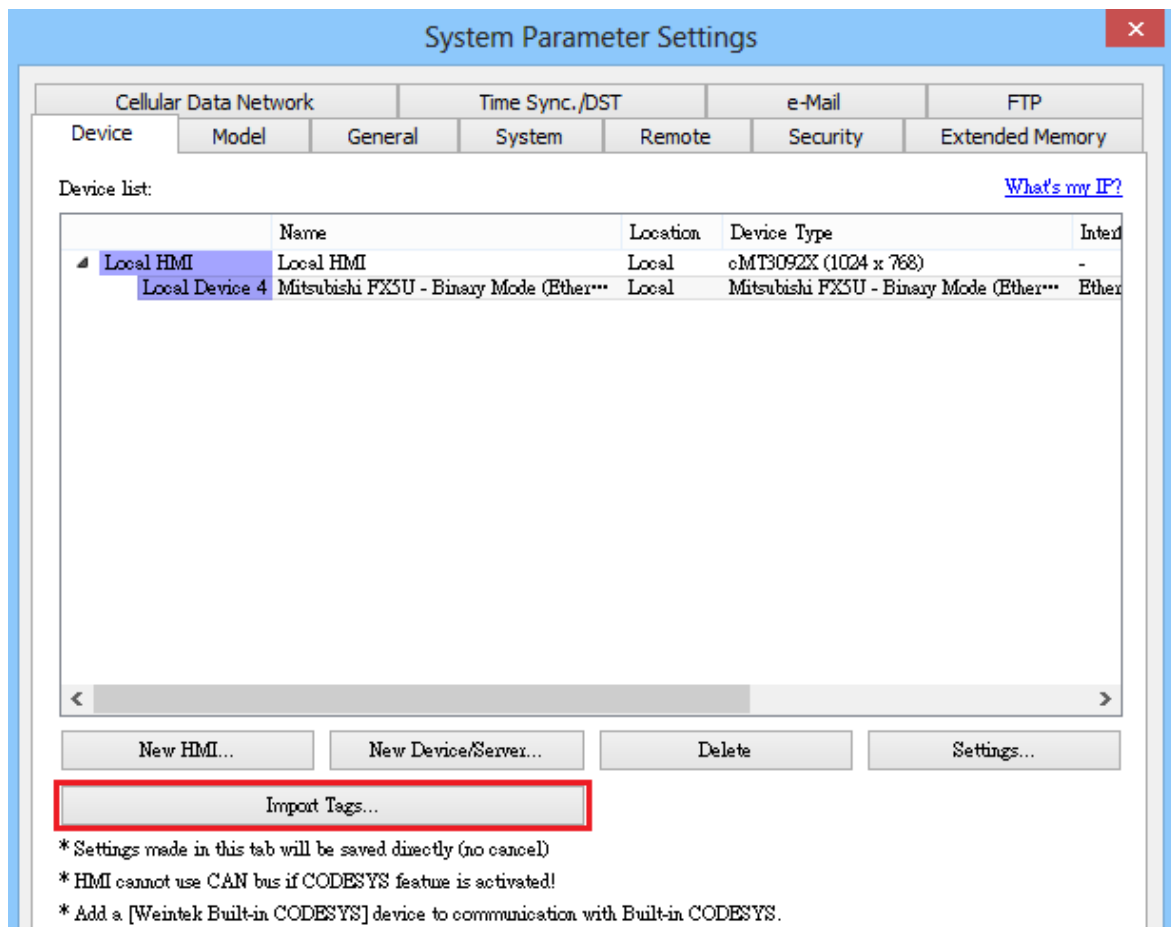 System Parameter Settings
Cellular Data Network Time Sync./DST e-Mail FTP
Device Model General System Remote Security Extended Memory
Device list: What's my IP?
Name Location Device Type Interf
Local HMI Local HMI Local cMT3092X (1024 x 768) -
Local Device 4 Mitsubishi FX5U - Binary Mode (Ether··· Local Mitsubishi FX5U - Binary Mode (Ether··· Ether
New HMI... New Device/Server... Delete Settings...
Import Tags...
* Settings made in this tab will be saved directly (no cancel)
* HMI cannot use CAN bus if CODESYS feature is activated!
* Add a [Weintek Built-in CODESYS] device to communication with Built-in CODESYS.